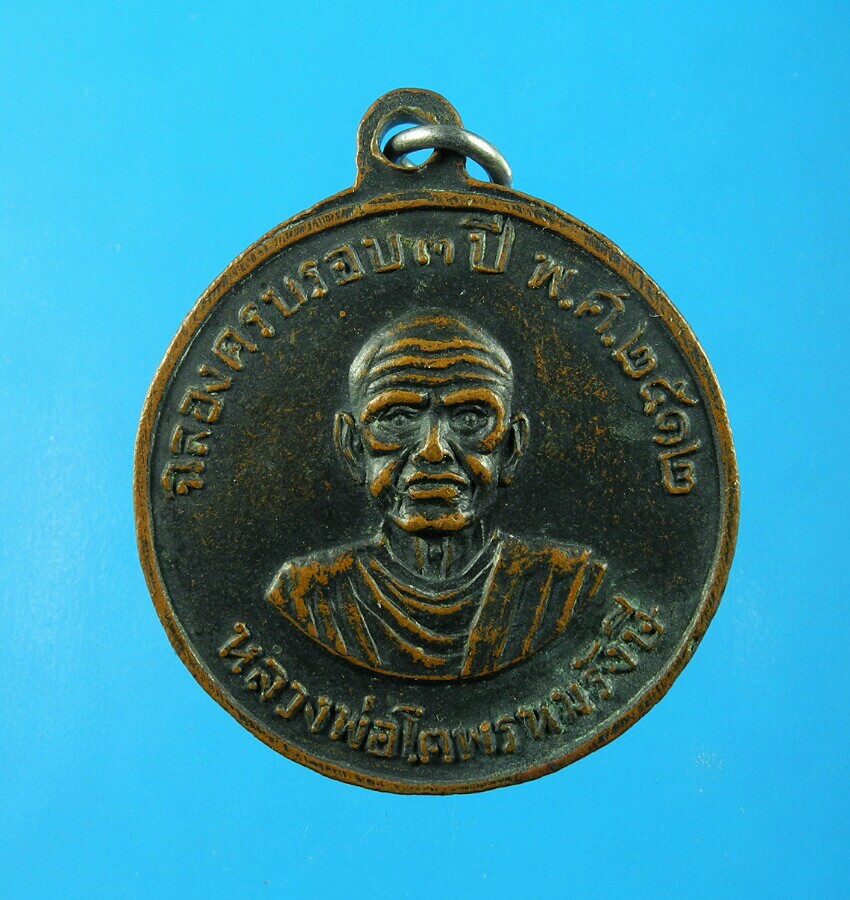 ฉลองครบรอบ ๓ ปี พ.ศ.๒๕๑๒
หลวงพ่อโตพรหมรังษี